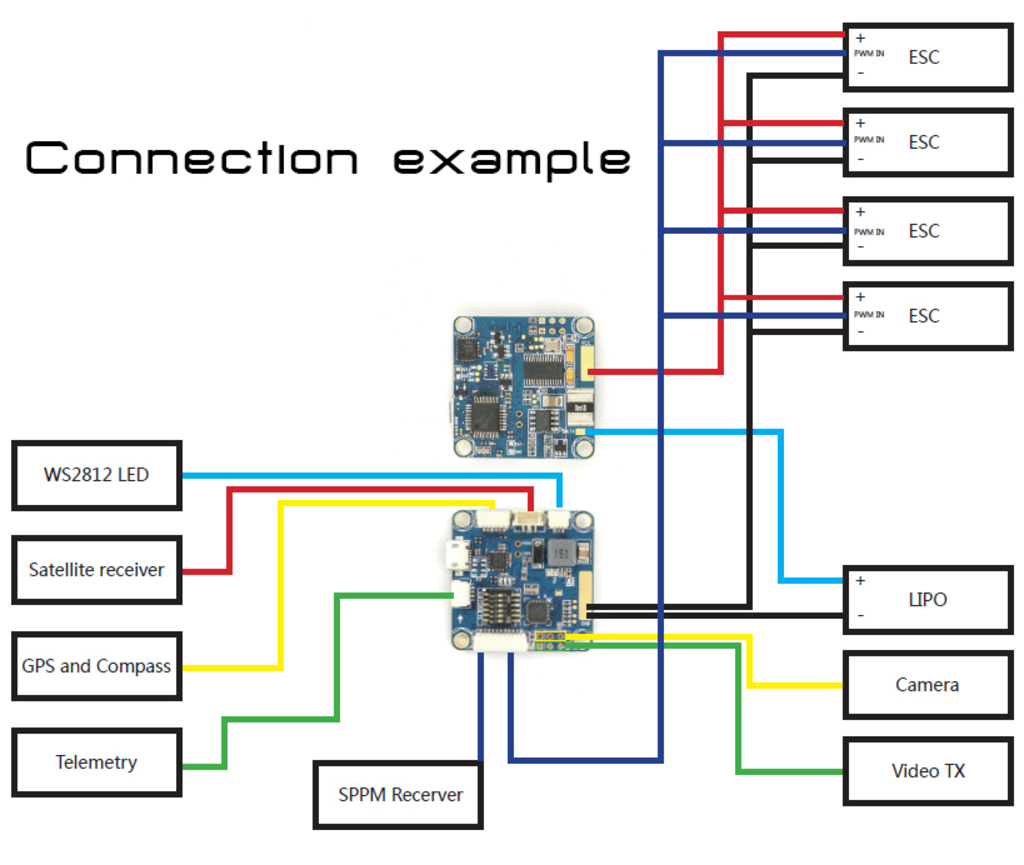 Connection example
+
PWM IN
ESC
-
+
PWM IN
ESC
-
+
PWM IN
ESC
-
+
PWM IN
ESC
-
WS2812 LED
Satellite receiver
GPS and Compass
Telemetry
SPPM Recerver
+
LIPO
-
Camera
Video TX
151